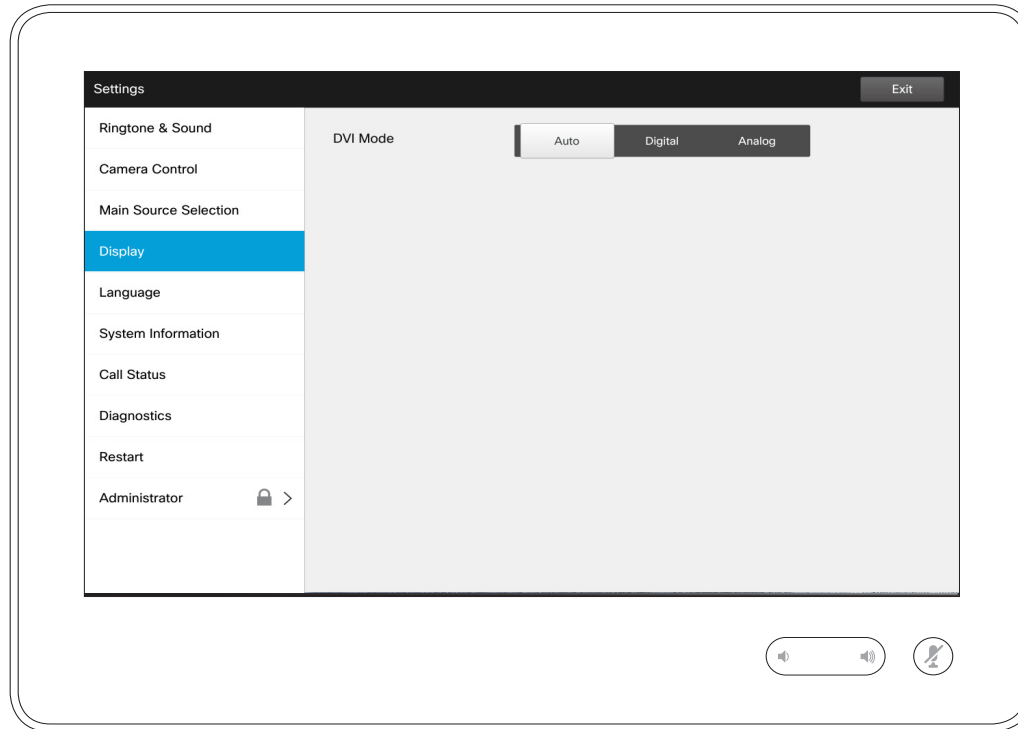 Settings
Exit
Ringtone & Sound
DVI Mode
Auto
Digital
Analog
Camera Control
Main Source Selection
Display
Language
System Information
Call Status
Diagnostics
Restart
Administrator